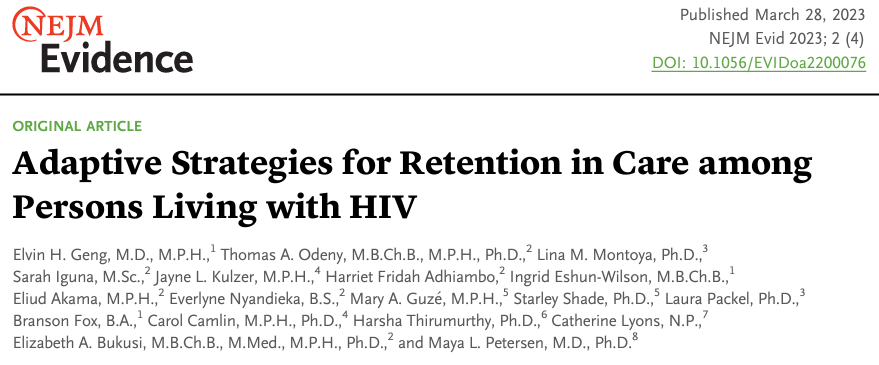 NEJM
Evidence
Published March 28, 2023
NEJM Evid 2023; 2 (4)
DOI: 10.1056/EVIDoa2200076
ORIGINAL ARTICLE
Adaptive Strategies for Retention in Care among
Persons Living with HIV
Elvin H. Geng, M.D., M.P.H.,1 Thomas A. Odeny, M.B.Ch.B., M.P.H., Ph.D.,2 Lina M. Montoya, Ph.D.,3
Sarah Iguna, M.Sc.,2 Jayne L. Kulzer, M.P.H.,4 Harriet Fridah Adhiambo,2 Ingrid Eshun-Wilson, M.B.Ch.B.,1
Eliud Akama, M.P.H.,2 Everlyne Nyandieka, B.S.,2 Mary A. Guzé, M.P.H.,5 Starley Shade, Ph.D.,5 Laura Packel, Ph.D.,3
Branson Fox, B.A.,1 Carol Camlin, M.P.H., Ph.D.,4 Harsha Thirumurthy, Ph.D.,6 Catherine Lyons, N.P.,7
Elizabeth A. Bukusi, M.B.Ch.B., M.Med., M.P.H., Ph.D.,2 and Maya L. Petersen, M.D., Ph.D.8